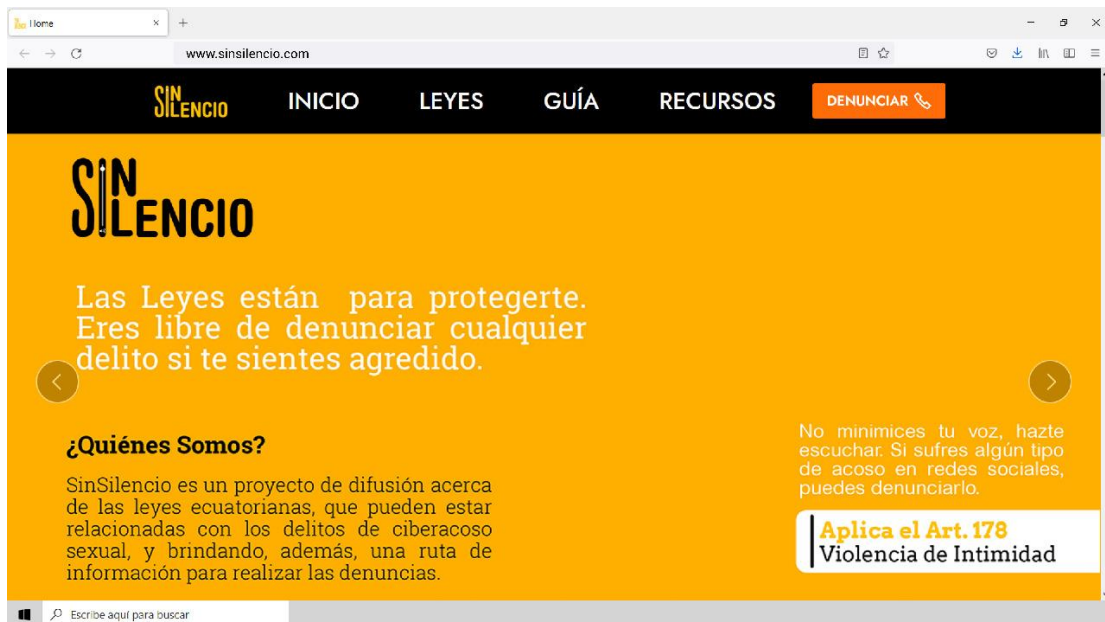 Home
www.sinsilencio.com
SIN
SILENCIO
INICIO
LEYES
GUÍA
RECURSOS
DENUNCIAR
SIN
SILENCIO
Las Leyes están para protegerte.
Eres libre de denunciar cualquier
delito si te sientes agredido.
¿Quiénes Somos?
SinSilencio es un proyecto de difusión acerca
de las leyes ecuatorianas, que pueden estar
relacionadas con los delitos de ciberacoso
sexual, y brindando, además, una ruta de
información para realizar las denuncias.
No minimices tu voz, hazte
escuchar. Si sufres algún tipo
de acoso en redes sociales,
puedes denunciarlo.
Aplica el Art. 178
Violencia de Intimidad
Escribe aquí para buscar